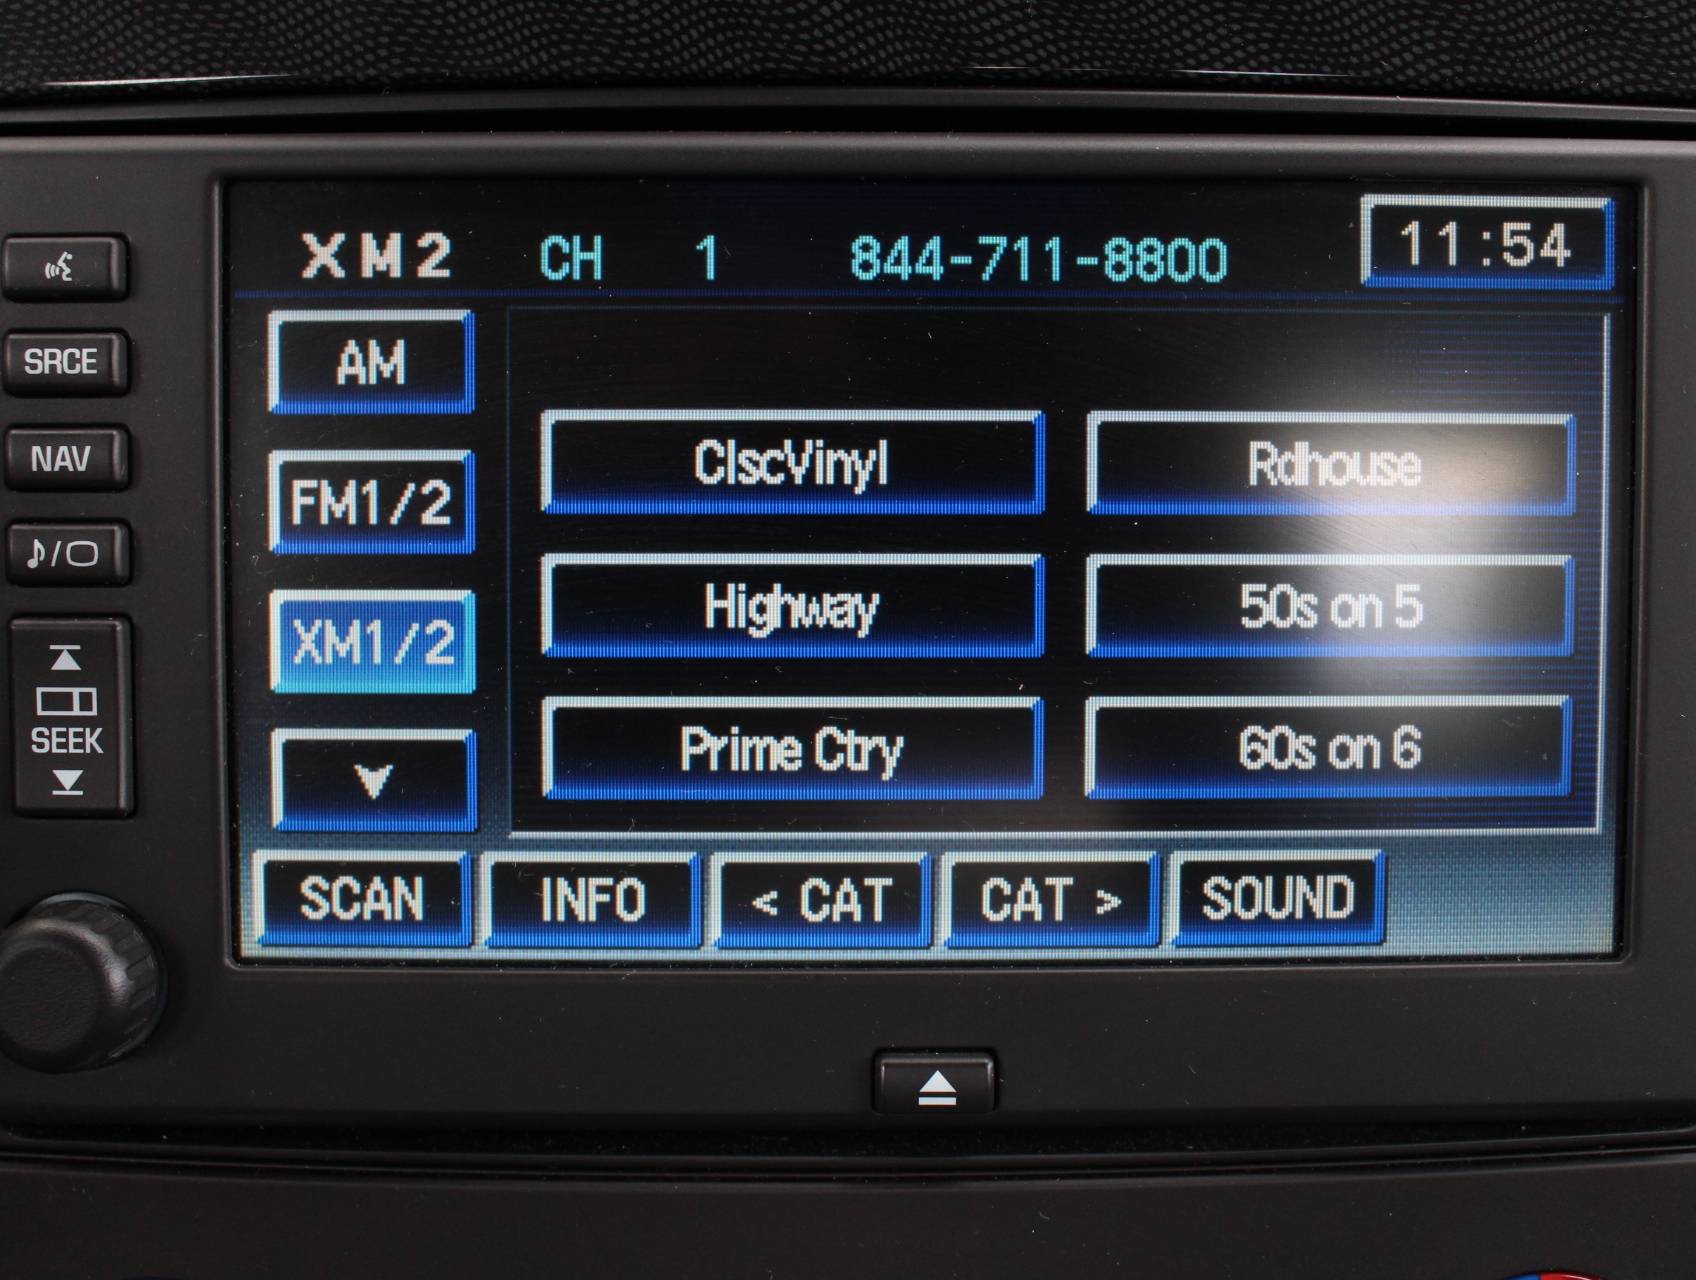 XM2 CH 1 844-711-8800 11:54
SRCE
NAV
SEEK
AM
FM1/2
XM1/2
ClscVinyl Rdhouse
Highway 50s on 5
Prime Ctry 60s on 6
SCAN INFO < CAT CAT > SOUND